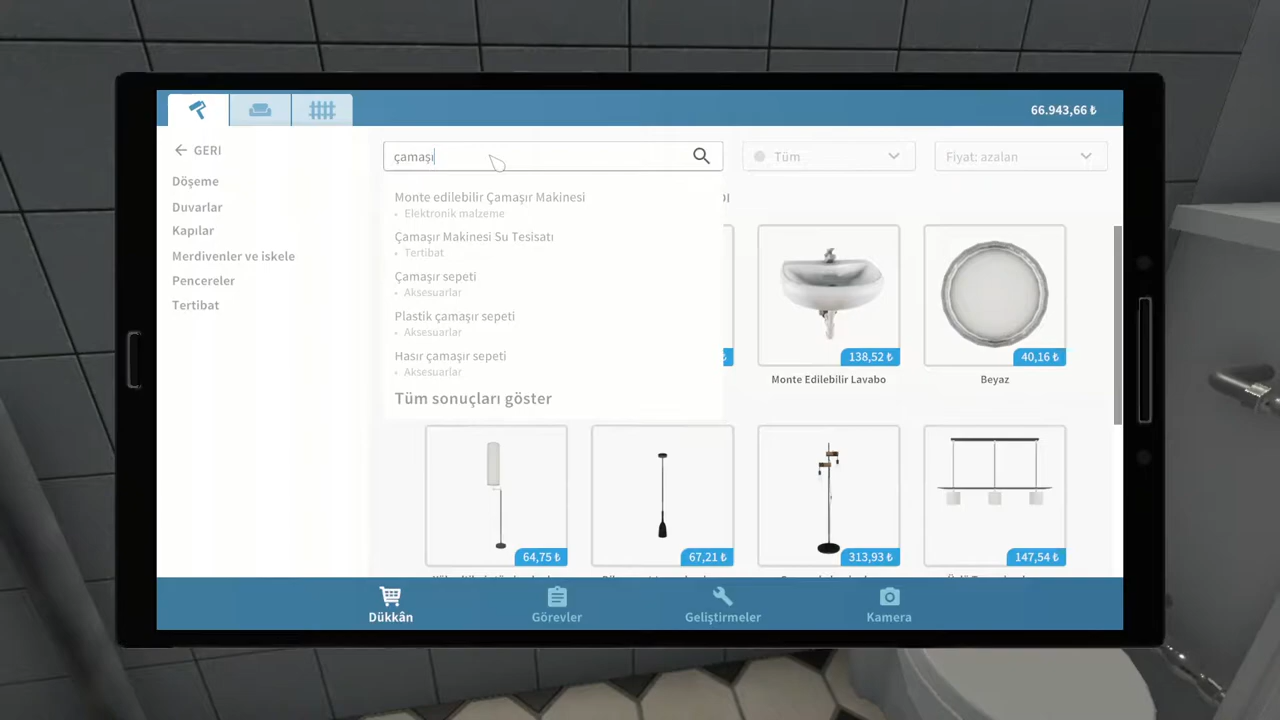 66.943,66 ₺
GERI
Döşeme
Duvarlar
Kapılar
Merdivenler ve iskele
Pencereler
Tertibat
çamaşı
Tüm
Fiyat: azalan
Monte edilebilir Çamaşır Makinesi
• Elektronik malzeme
Çamaşır Makinesi Su Tesisatı
• Tertibat
Çamaşır sepeti
• Aksesuarlar
Plastik çamaşır sepeti
• Aksesuarlar
Hasır çamaşır sepeti
• Aksesuarlar
Tüm sonuçları göster
138,52 ₺
40,16 ₺
Monte Edilebilir Lavabo
Beyaz
64,75 ₺
67,21 ₺
313,93 ₺
147,54 ₺
Dükkân
Görevler
Geliştirmeler
Kamera